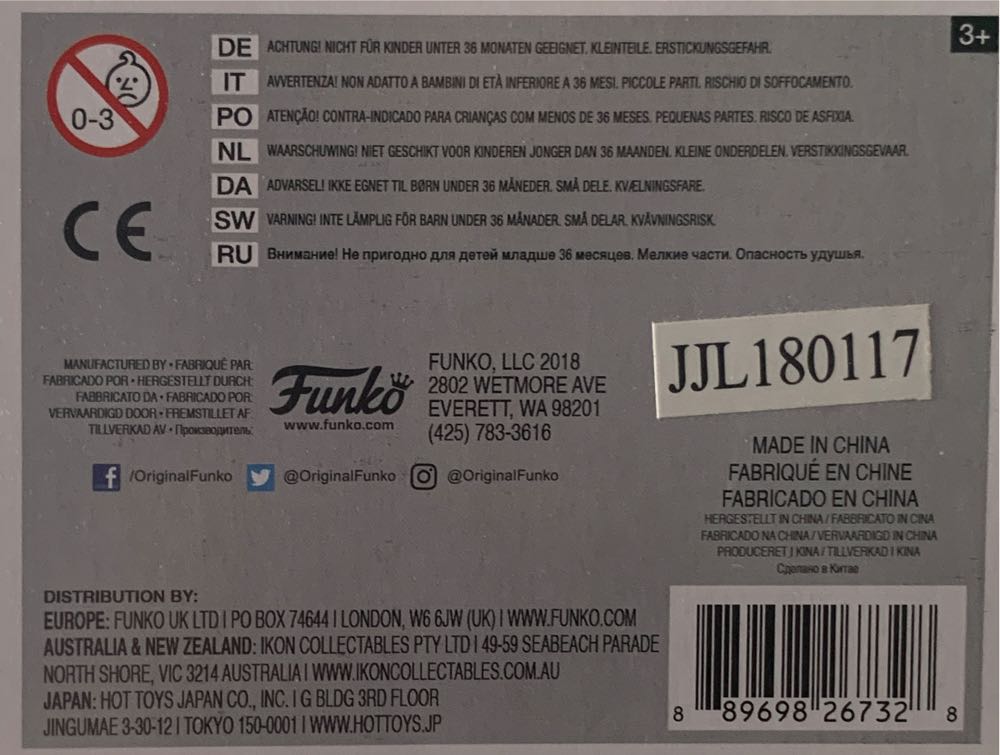 3+
0-3
DE ACHTUNG! NICHT FÜR KINDER UNTER 36 MONATEN GEEIGNET. KLEINTEILE. ERSTICKUNGSGEFAHR.
IT AVVERTENZA! NON ADATTO A BAMBINI DI ETÀ INFERIORE A 36 MESI. PICCOLE PARTI. RISCHIO DI SOFFOCAMENTO.
PO ATENÇÃO! CONTRA-INDICADO PARA CRIANÇAS COM MENOS DE 36 MESES. PEQUENAS PARTES. RISCO DE ASFIXIA.
NL WAARSCHUWING! NIET GESCHIKT VOOR KINDEREN JONGER DAN 36 MAANDEN. KLEINE ONDERDELEN. VERSTIKKINGSGEVAAR.
DA ADVARSEL! IKKE EGNET TIL BØRN UNDER 36 MÅNEDER. SMÅ DELE. KVÆLNINGSFARE.
SW VARNING! INTE LÄMPLIG FÖR BARN UNDER 36 MÅNADER. SMÅ DELAR. KVÄVNINGSRISK.
RU Внимание! Не пригодно для детей младше 36 месяцев. Мелкие части. Опасность удушья.
CE
MANUFACTURED BY • FABRIQUÉ PAR:
FABRICADO POR • HERGESTELLT DURCH:
FABBRICATO DA • FABRICADO POR:
VERVAARDIGD DOOR • FREMSTILLET AF:
TILLVERKAD AV • Производитель:
Funko
www.funko.com
FUNKO, LLC 2018
2802 WETMORE AVE
EVERETT, WA 98201
(425) 783-3616
JJL180117
/OriginalFunko @OriginalFunko @OriginalFunko
MADE IN CHINA
FABRIQUÉ EN CHINE
FABRICADO EN CHINA
HERGESTELLT IN CHINA / FABBRICATO IN CINA
FABRICADO NA CHINA / VERVAARDIGD IN CHINA
PRODUCERET I KINA / TILLVERKAD I KINA
Сделано в Китае
DISTRIBUTION BY:
EUROPE: FUNKO UK LTD | PO BOX 74644 | LONDON, W6 6JW (UK) | WWW.FUNKO.COM
AUSTRALIA & NEW ZEALAND: IKON COLLECTABLES PTY LTD | 49-59 SEABEACH PARADE
NORTH SHORE, VIC 3214 AUSTRALIA | WWW.IKONCOLLECTABLES.COM.AU
JAPAN: HOT TOYS JAPAN CO., INC. | G BLDG 3RD FLOOR
JINGUMAE 3-30-12 | TOKYO 150-0001 | WWW.HOTTOYS.JP
8 89698 26732 8